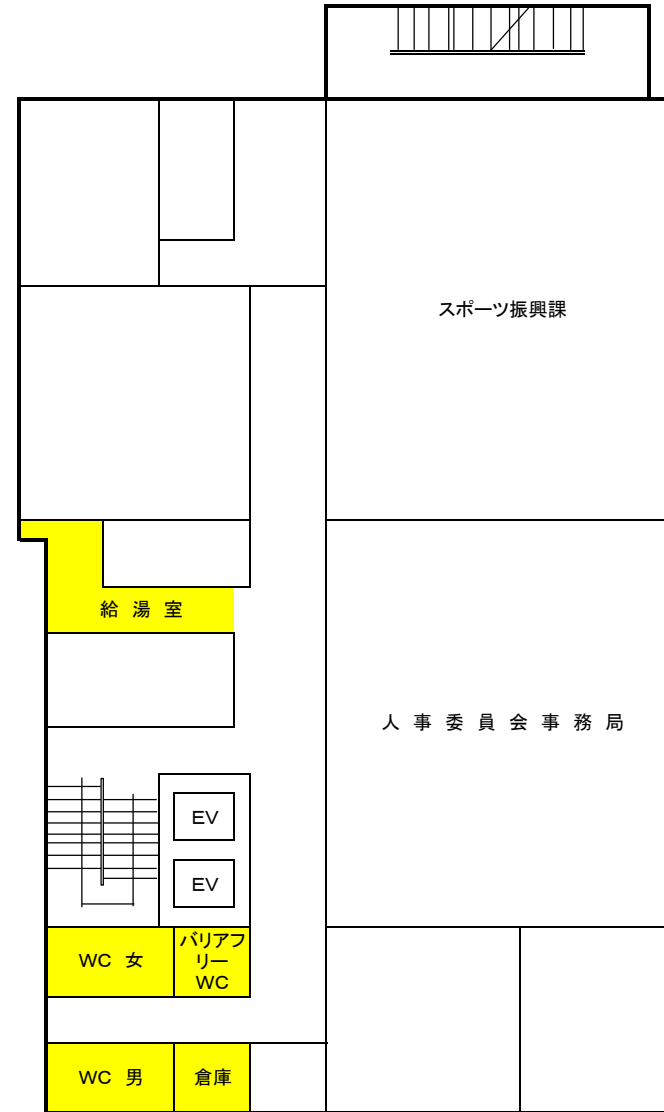 スポーツ振興課
給 湯 室
人 事 委 員 会 事 務 局
EV
EV
WC 女
バリアフ
リー
WC
WC 男
倉庫